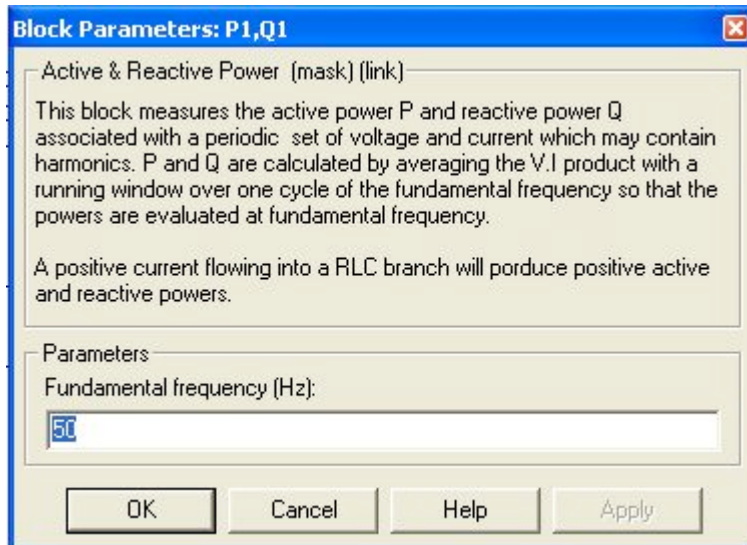 Block Parameters: P1,Q1
Active & Reactive Power (mask) (link)
This block measures the active power P and reactive power Q
associated with a periodic set of voltage and current which may contain
harmonics. P and Q are calculated by averaging the V.I product with a
running window over one cycle of the fundamental frequency so that the
powers are evaluated at fundamental frequency.
A positive current flowing into a RLC branch will porduce positive active
and reactive powers.
Parameters
Fundamental frequency (Hz):
50
OK Cancel Help Apply